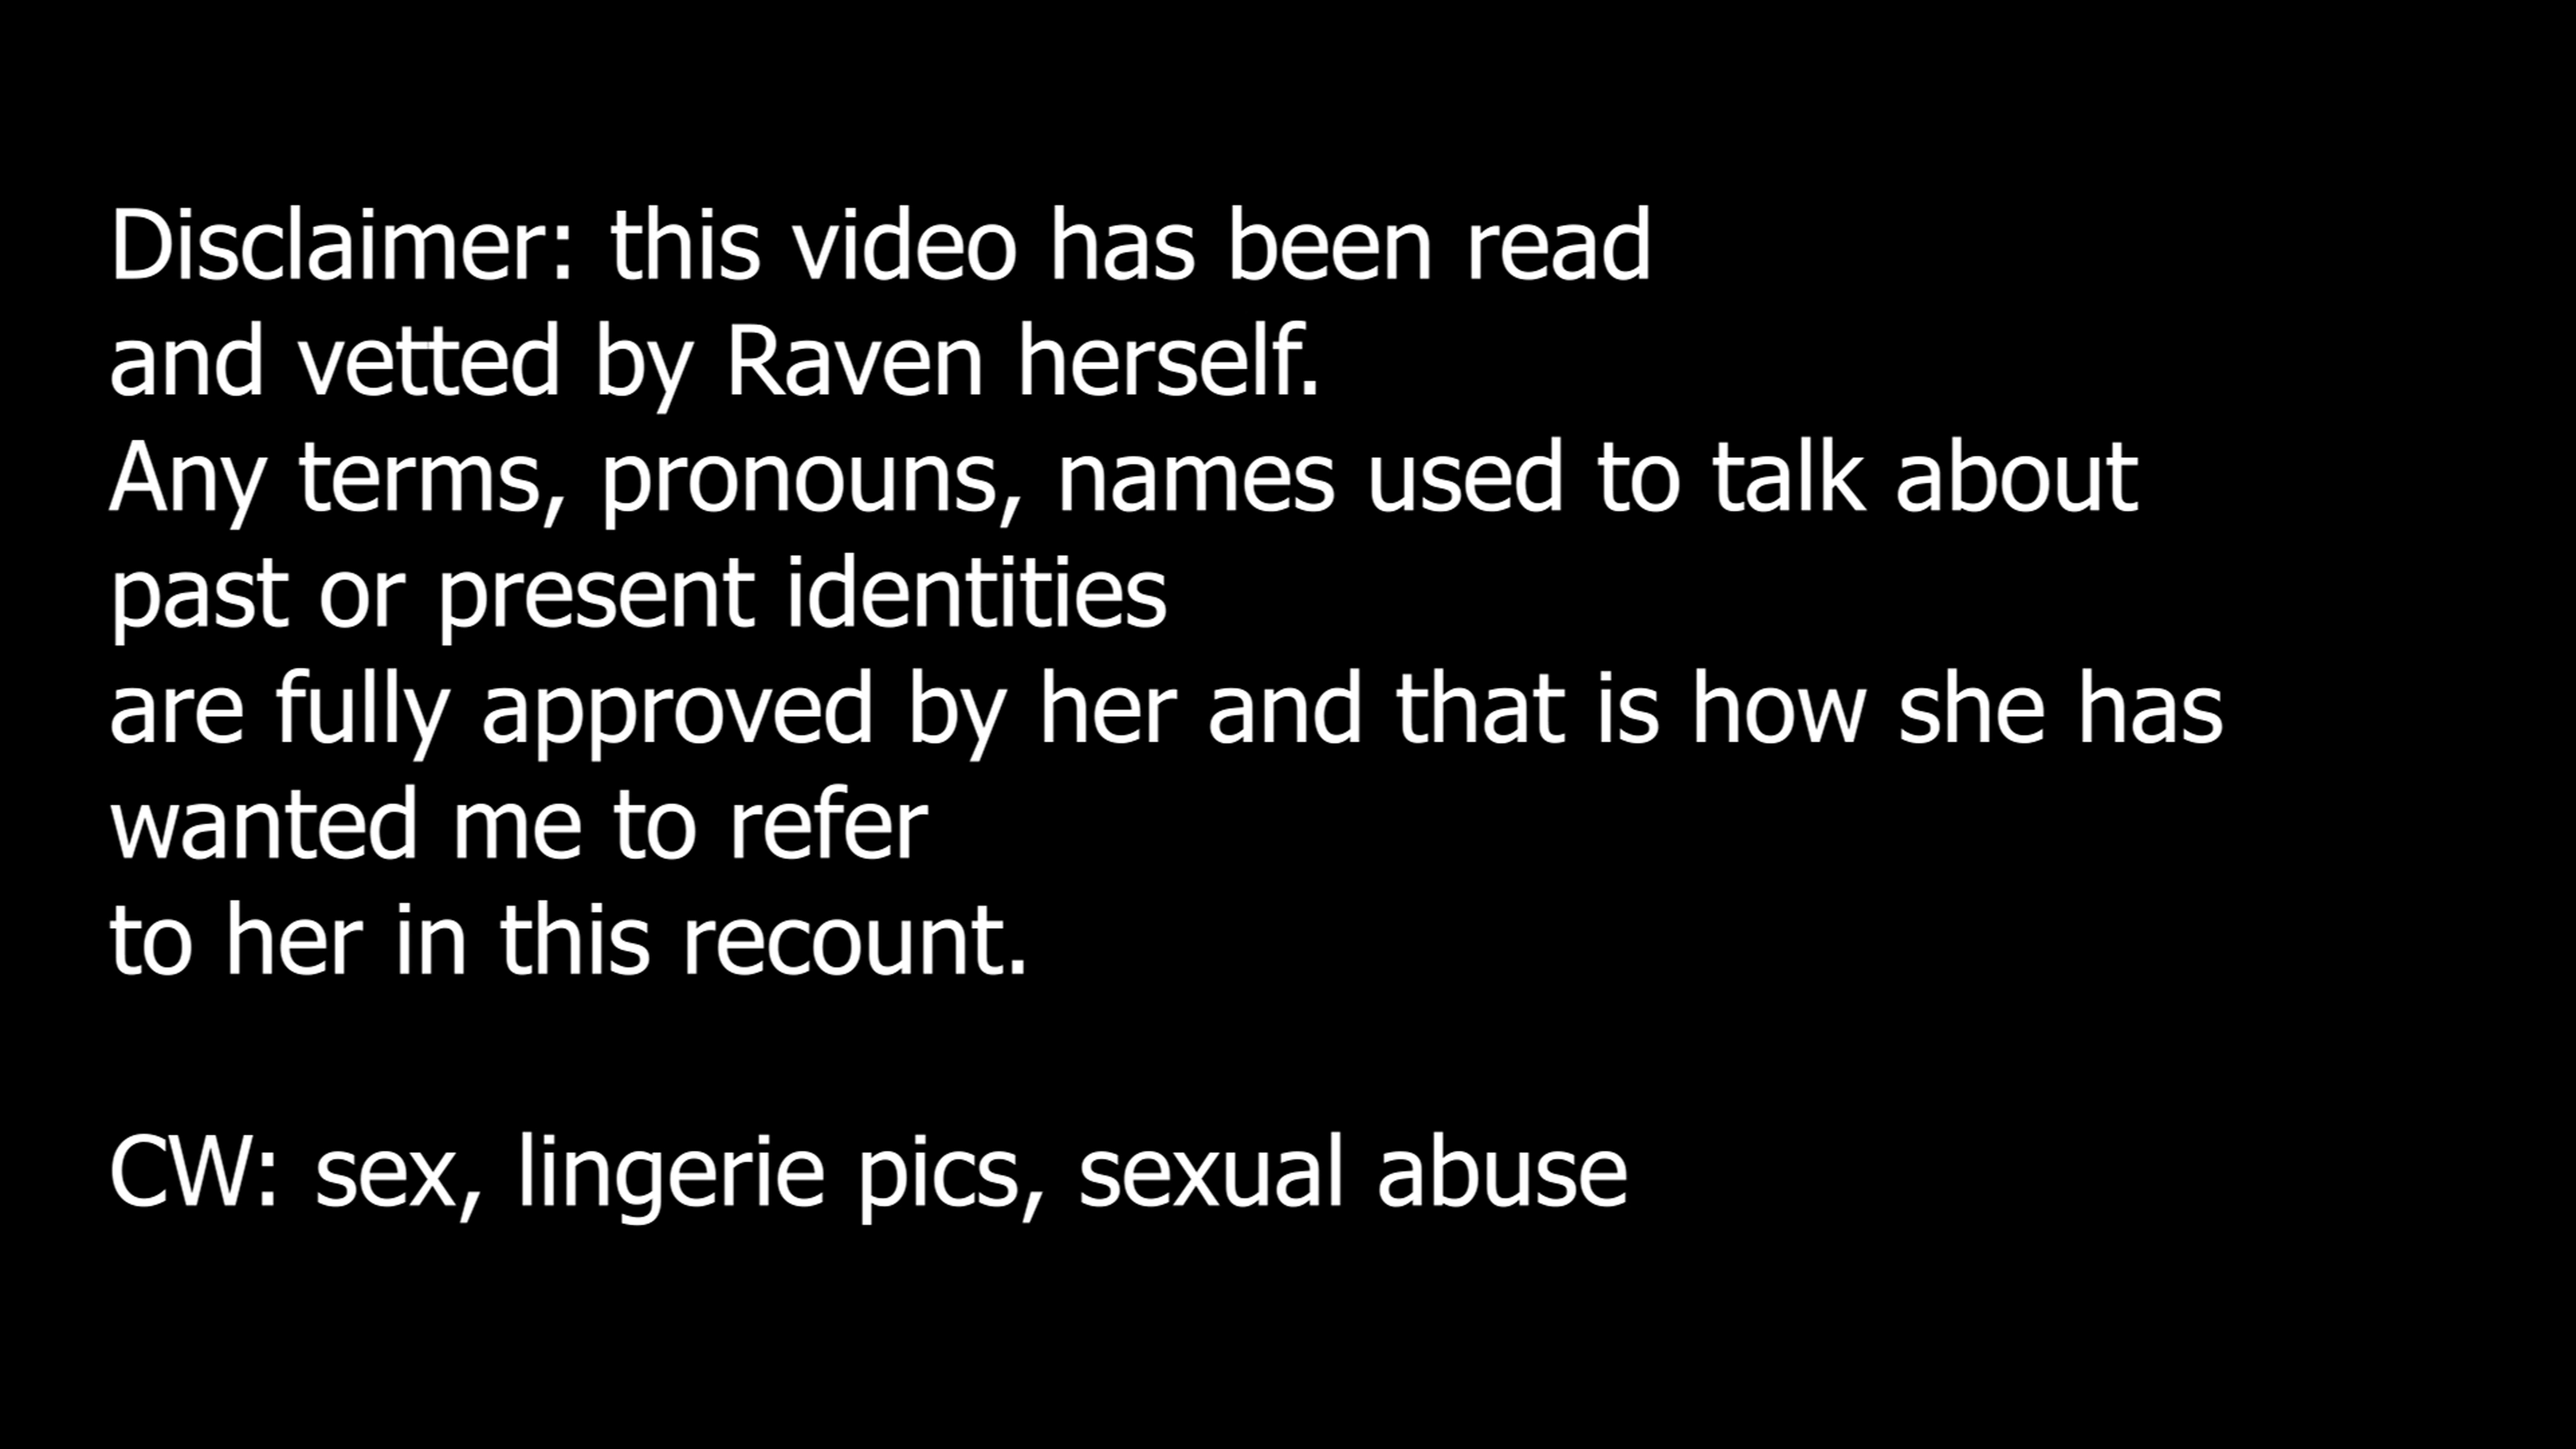 Disclaimer: this video has been read
and vetted by Raven herself.
Any terms, pronouns, names used to talk about
past or present identities
are fully approved by her and that is how she has
wanted me to refer
to her in this recount.
CW: sex, lingerie pics, sexual abuse